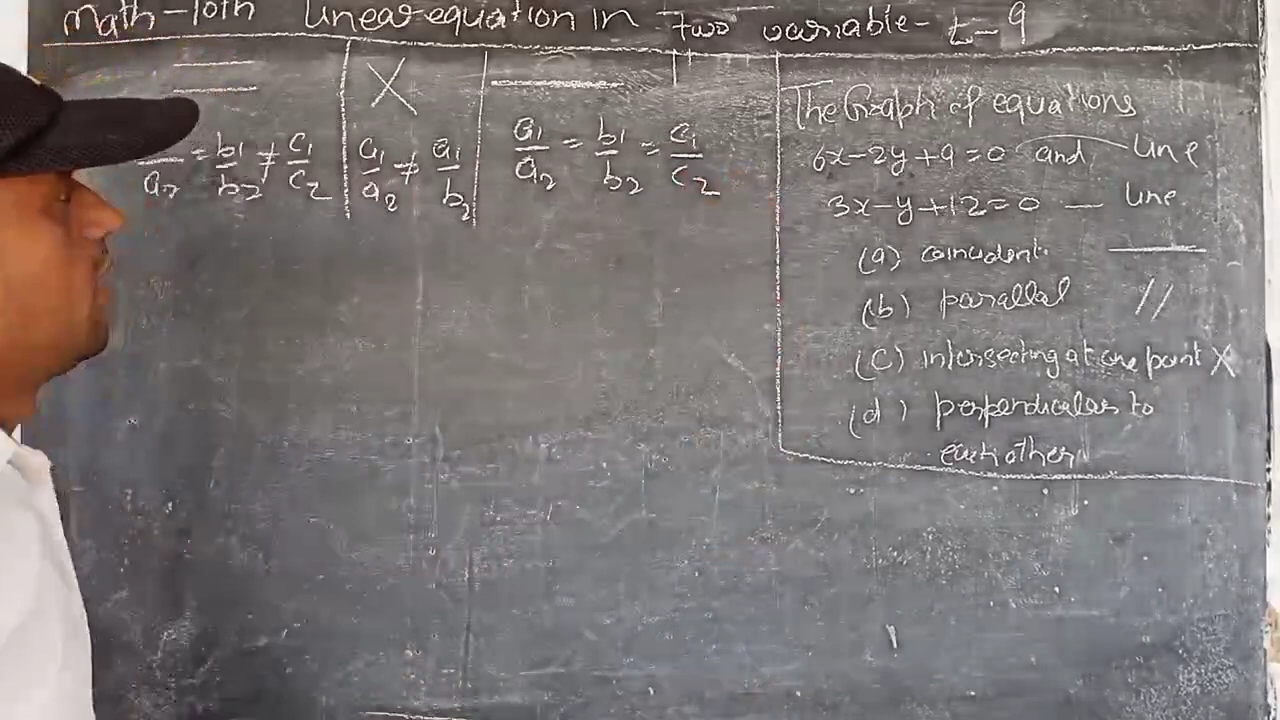 math-10th Linear equation in two variable- L-9
= b1/b2 ≠ c1/c2
a2
a1/a2 ≠ a1/b2
a1/a2 = b1/b2 = c1/c2
The Graph of equations
6x-2y+9=0 and Line
3x-y+12=0 — Line
(a) coincident. —
(b) parallal //
(C) intersecting at one point X
(d) perpendicular to
each other